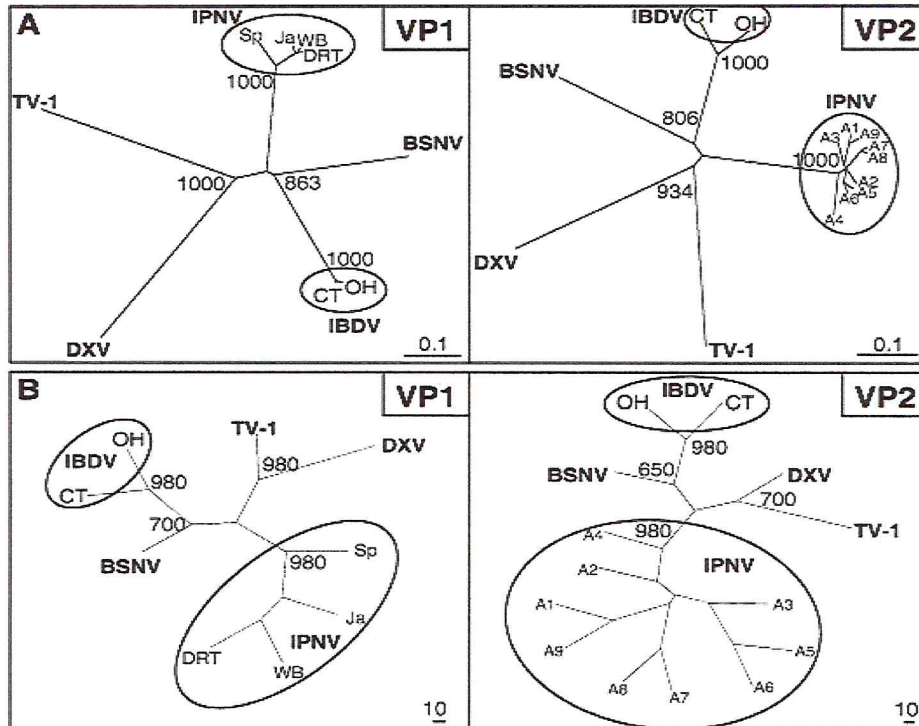 A
VP1
IPNV
Sp
Ja
WB
DRT
1000
TV-1
BSNV
1000
863
1000
CT
OH
IBDV
DXV
0.1
VP2
IBDV
CT
OH
1000
BSNV
806
IPNV
A3
A1
A9
A7
A8
1000
A2
A5
A6
A4
934
DXV
TV-1
0.1
B
VP1
OH
IBDV
980
CT
TV-1
980
DXV
700
BSNV
980
Sp
Ja
IPNV
DRT
WB
10
VP2
IBDV
OH
CT
980
650
BSNV
DXV
700
TV-1
980
A4
IPNV
A2
A1
A3
A9
A5
A8
A7
A6
10